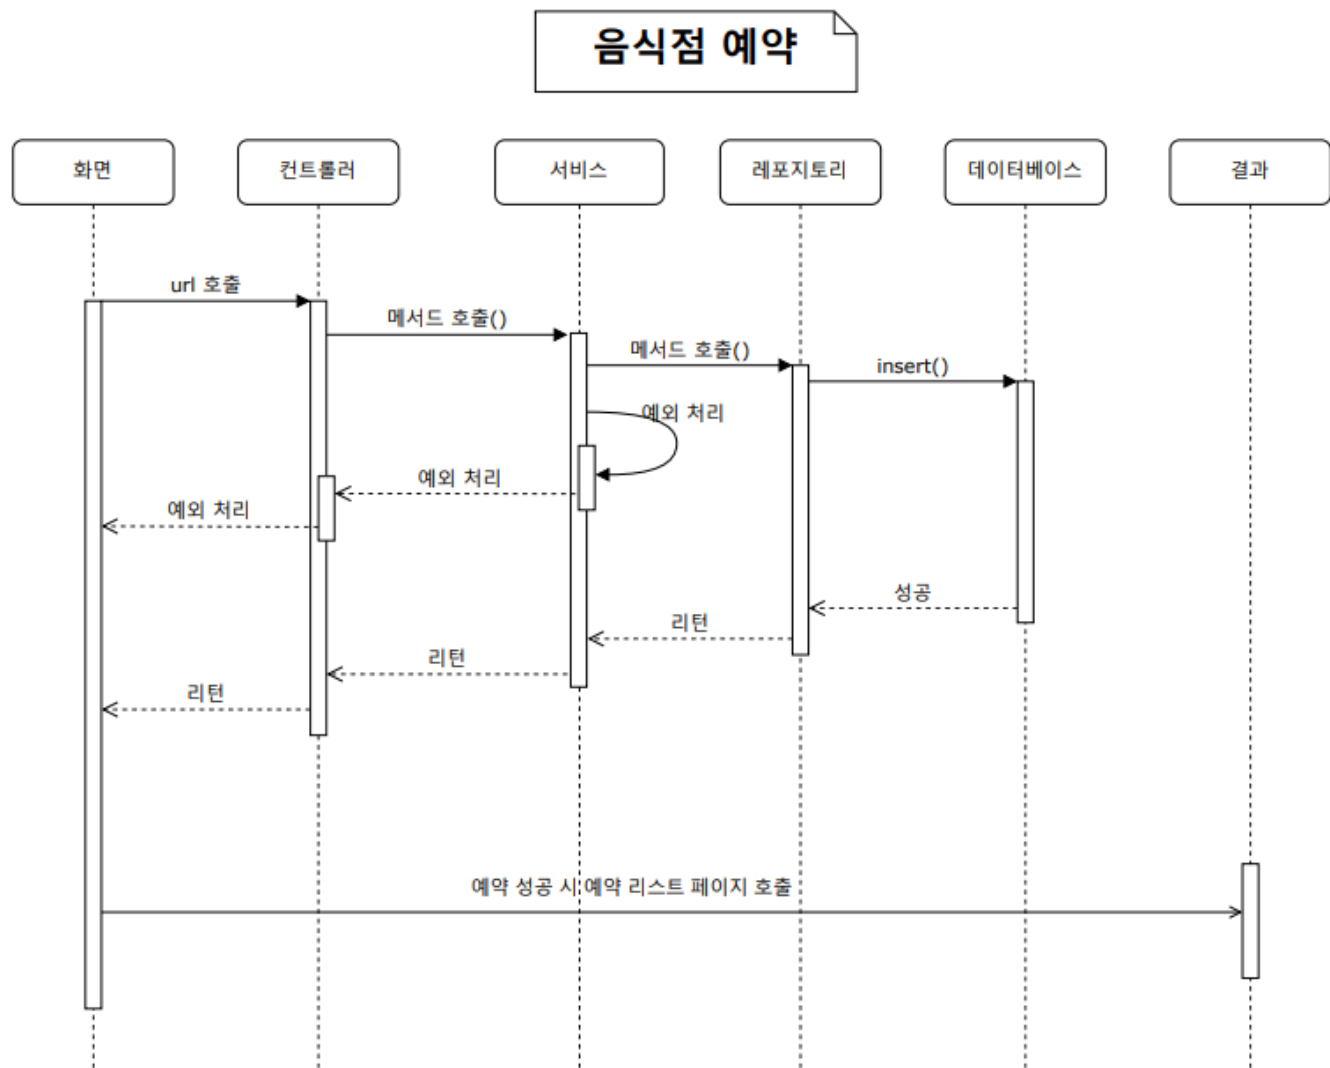 음식점 예약
화면
컨트롤러
서비스
레포지토리
데이터베이스
결과
url 호출
메서드 호출()
메서드 호출()
insert()
예외 처리
예외 처리
예외 처리
성공
리턴
리턴
리턴
예약 성공 시 예약 리스트 페이지 호출